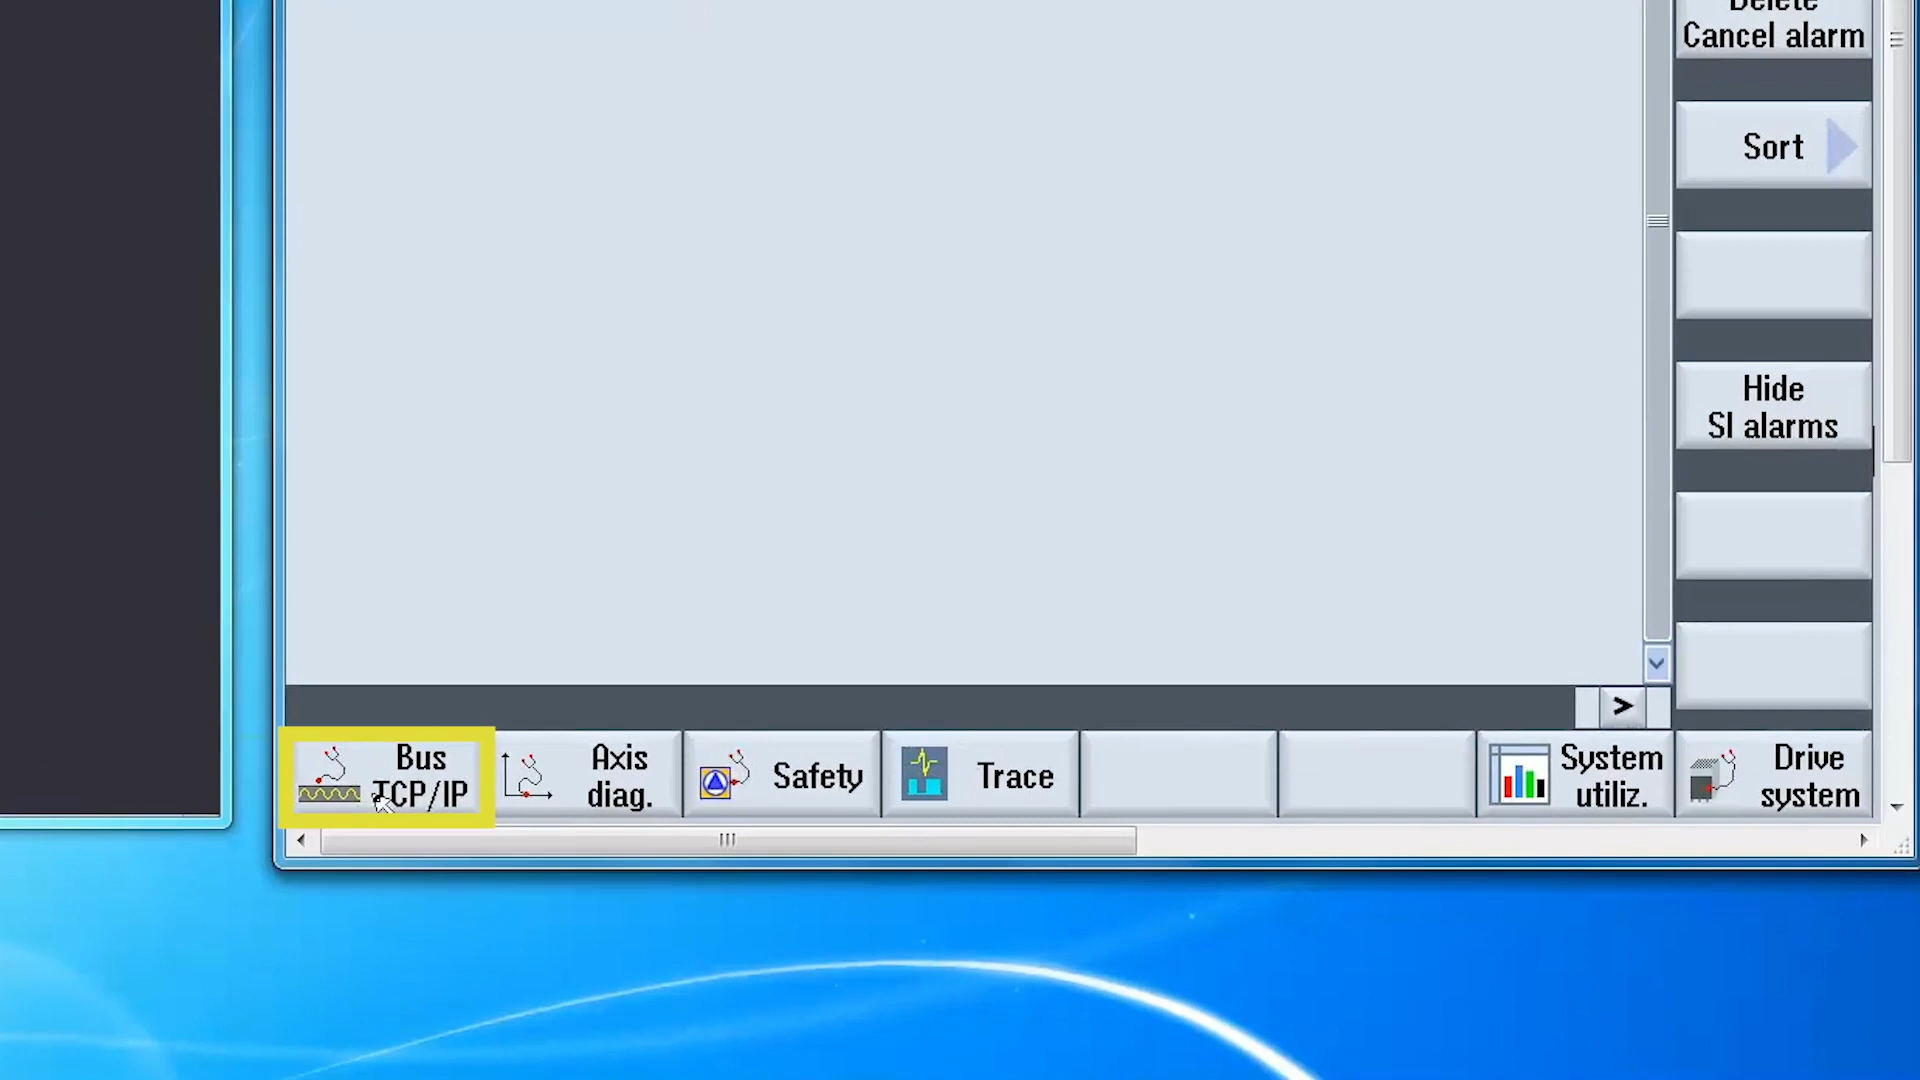 Delete
Cancel alarm
Sort
Hide
SI alarms
>
Bus
TCP/IP
Axis
diag.
Safety
Trace
System
utiliz.
Drive
system